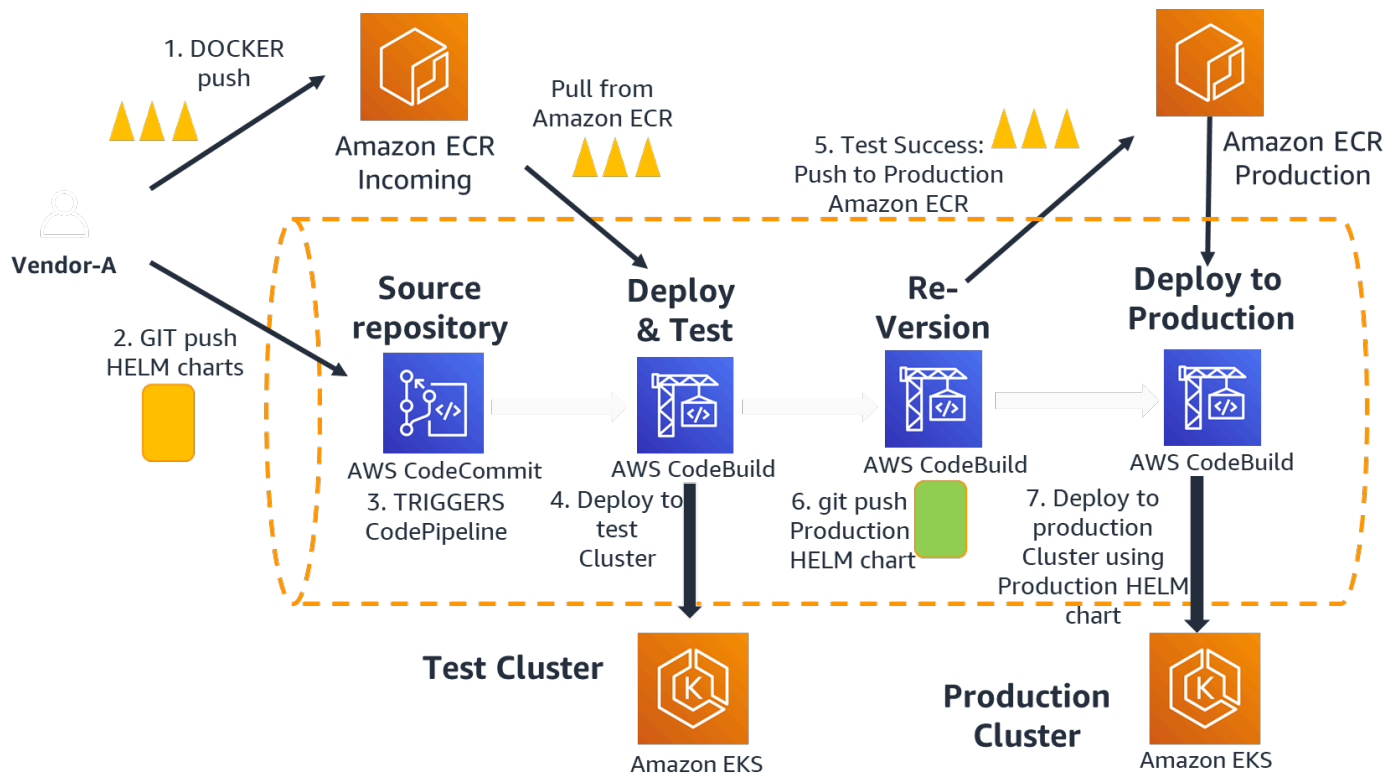 1. DOCKER
push
Amazon ECR
Incoming
Pull from
Amazon ECR
5. Test Success:
Push to Production
Amazon ECR
Amazon ECR
Production
Vendor-A
2. GIT push
HELM charts
Source
repository
AWS CodeCommit
3. TRIGGERS
CodePipeline
Deploy
& Test
</>
AWS CodeBuild
4. Deploy to
test
Cluster
Re-
Version
</>
AWS CodeBuild
6. git push
Production
HELM chart
Deploy to
Production
</>
AWS CodeBuild
7. Deploy to
production
Cluster using
Production HELM
chart
</>
Test Cluster
K
Amazon EKS
Production
Cluster
K
Amazon EKS